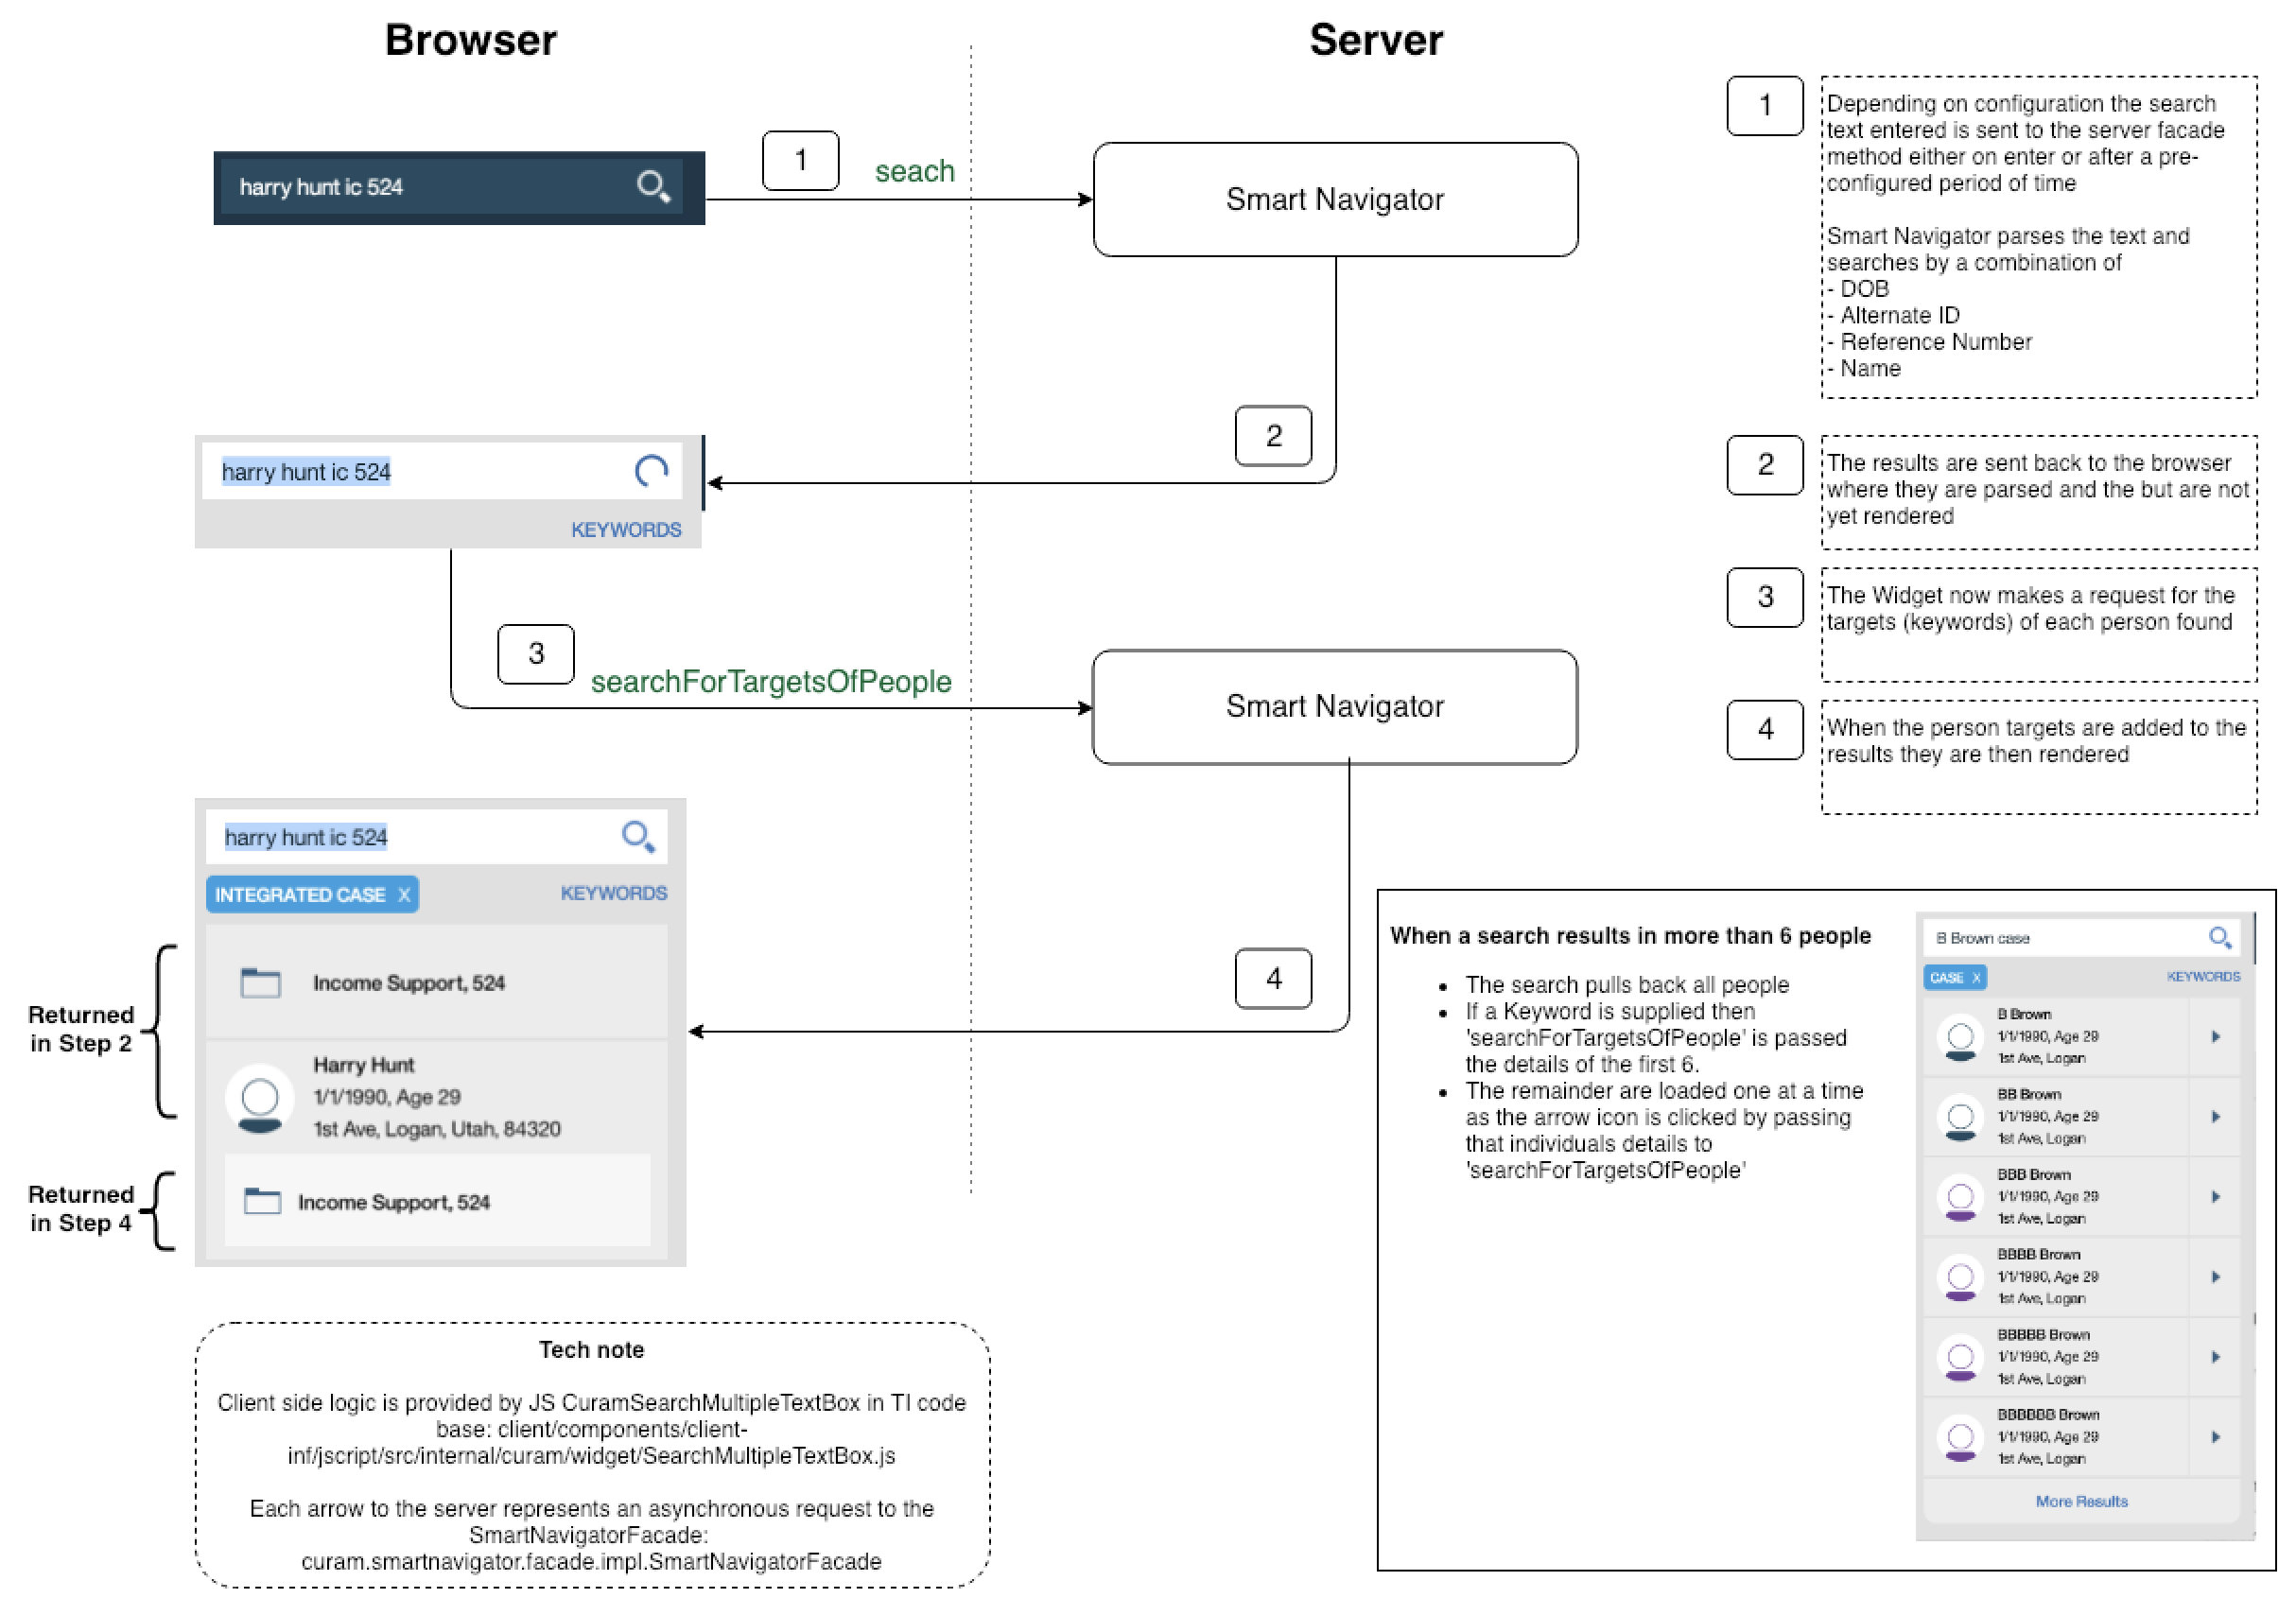 Browser
Server
harry hunt ic 524
1
seach
Smart Navigator
1
Depending on configuration the search
text entered is sent to the server facade
method either on enter or after a pre-
configured period of time
Smart Navigator parses the text and
searches by a combination of
- DOB
- Alternate ID
- Reference Number
- Name
harry hunt ic 524
KEYWORDS
2
2
The results are sent back to the browser
where they are parsed and the but are not
yet rendered
3
searchForTargetsOfPeople
Smart Navigator
3
The Widget now makes a request for the
targets (keywords) of each person found
4
When the person targets are added to the
results they are then rendered
harry hunt ic 524
INTEGRATED CASE X
KEYWORDS
Income Support, 524
Returned
in Step 2
Harry Hunt
1/1/1990, Age 29
1st Ave, Logan, Utah, 84320
Returned
in Step 4
Income Support, 524
4
When a search results in more than 6 people
• The search pulls back all people
• If a Keyword is supplied then
'searchForTargetsOfPeople' is passed
the details of the first 6.
• The remainder are loaded one at a time
as the arrow icon is clicked by passing
that individuals details to
'searchForTargetsOfPeople'
B Brown case
CASE X
KEYWORDS
B Brown
1/1/1990, Age 29
1st Ave, Logan
BB Brown
1/1/1990, Age 29
1st Ave, Logan
BBB Brown
1/1/1990, Age 29
1st Ave, Logan
BBBB Brown
1/1/1990, Age 29
1st Ave, Logan
BBBBB Brown
1/1/1990, Age 29
1st Ave, Logan
BBBBBB Brown
1/1/1990, Age 29
1st Ave, Logan
More Results
Tech note
Client side logic is provided by JS CuramSearchMultipleTextBox in TI code
base: client/components/client-
inf/jscript/src/internal/curam/widget/SearchMultipleTextBox.js
Each arrow to the server represents an asynchronous request to the
SmartNavigatorFacade:
curam.smartnavigator.facade.impl.SmartNavigatorFacade